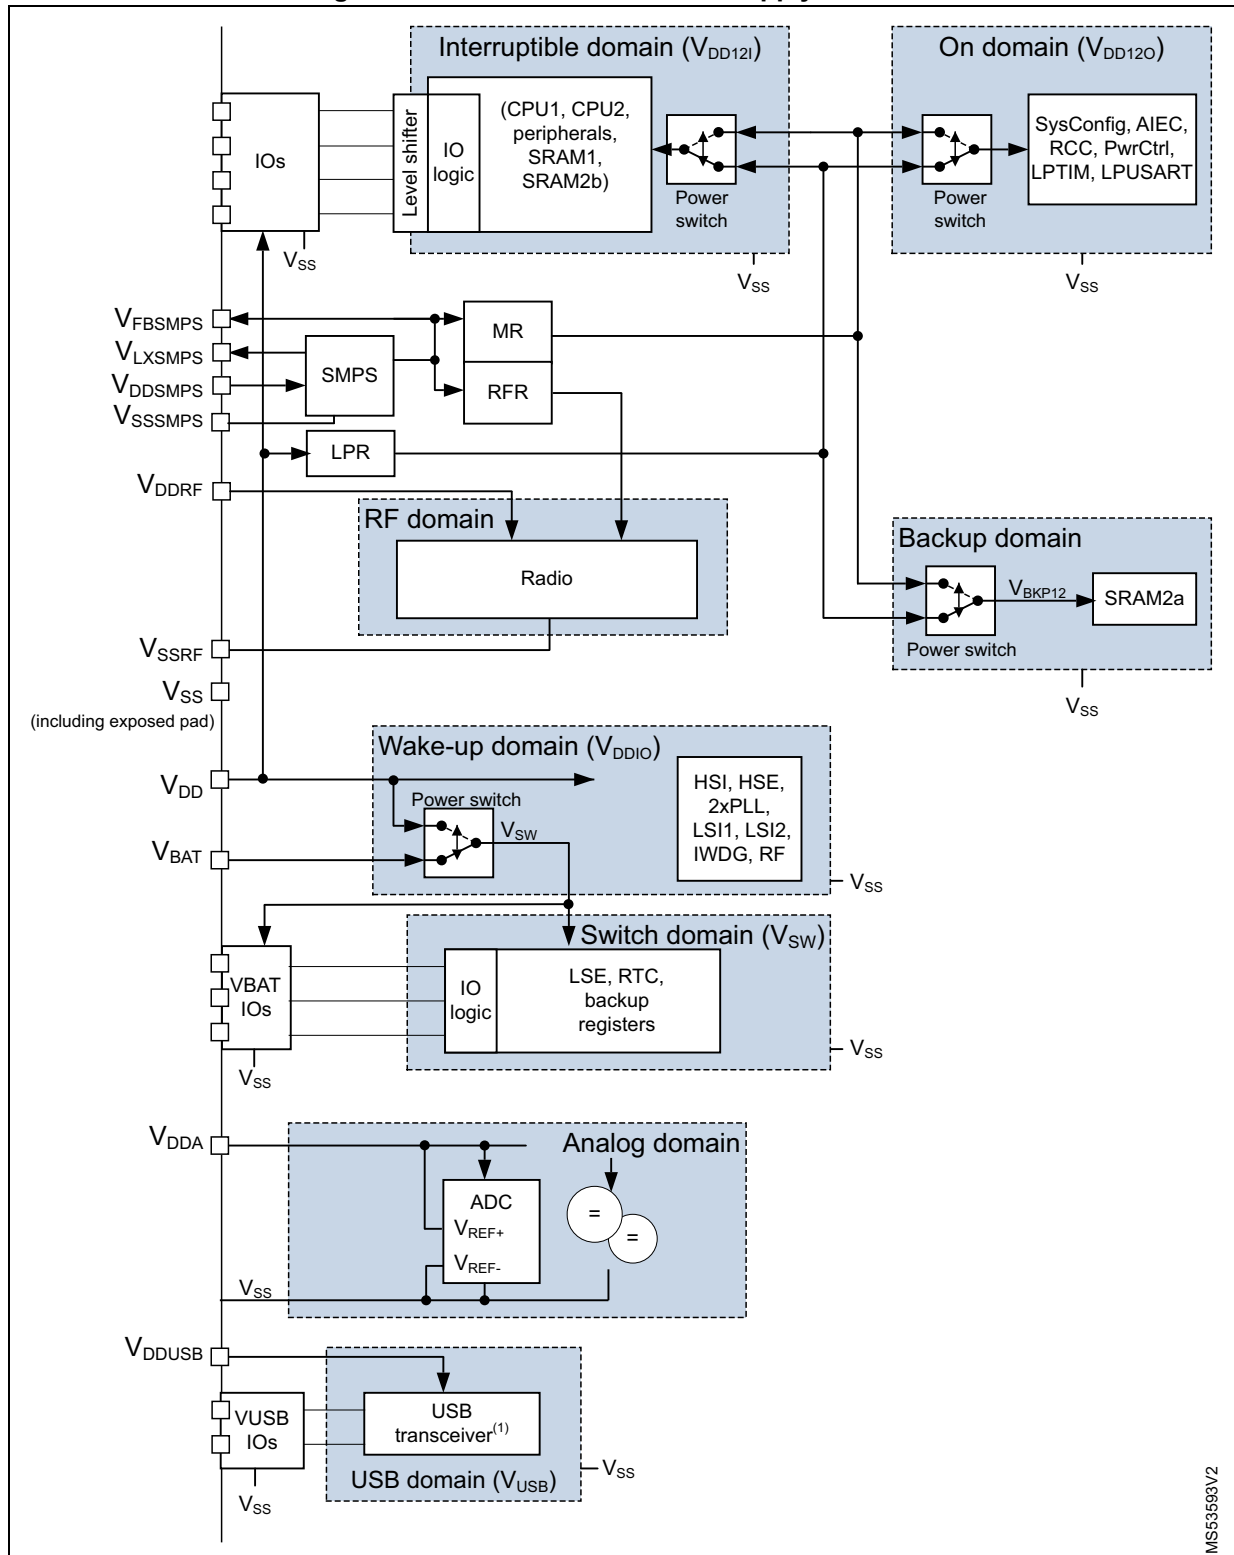 Interruptible domain (VDD12I)
On domain (VDD12O)
IOs
Level shifter
IO
logic
(CPU1, CPU2,
peripherals,
SRAM1,
SRAM2b)
Power
switch
Power
switch
SysConfig, AIEC,
RCC, PwrCtrl,
LPTIM, LPUSART
VSS
VSS
VSS
VFBSMPS
VLXSMPS
VDDSMPS
VSSSMPS
SMPS
MR
RFR
LPR
VDDRF
RF domain
Radio
VSSRF
VSS
(including exposed pad)
Backup domain
VBKP12
SRAM2a
Power switch
VSS
Wake-up domain (VDDIO)
VDD
Power switch
VSW
HSI, HSE,
2xPLL,
LSI1, LSI2,
IWDG, RF
VBAT
VSS
Switch domain (VSW)
VBAT
IOs
IO
logic
LSE, RTC,
backup
registers
VSS
VSS
VDDA
Analog domain
ADC
VREF+
VREF-
=
=
VSS
VDDUSB
VUSB
IOs
USB
transceiver(1)
USB domain (VUSB)
VSS
VSS
MS53593V2